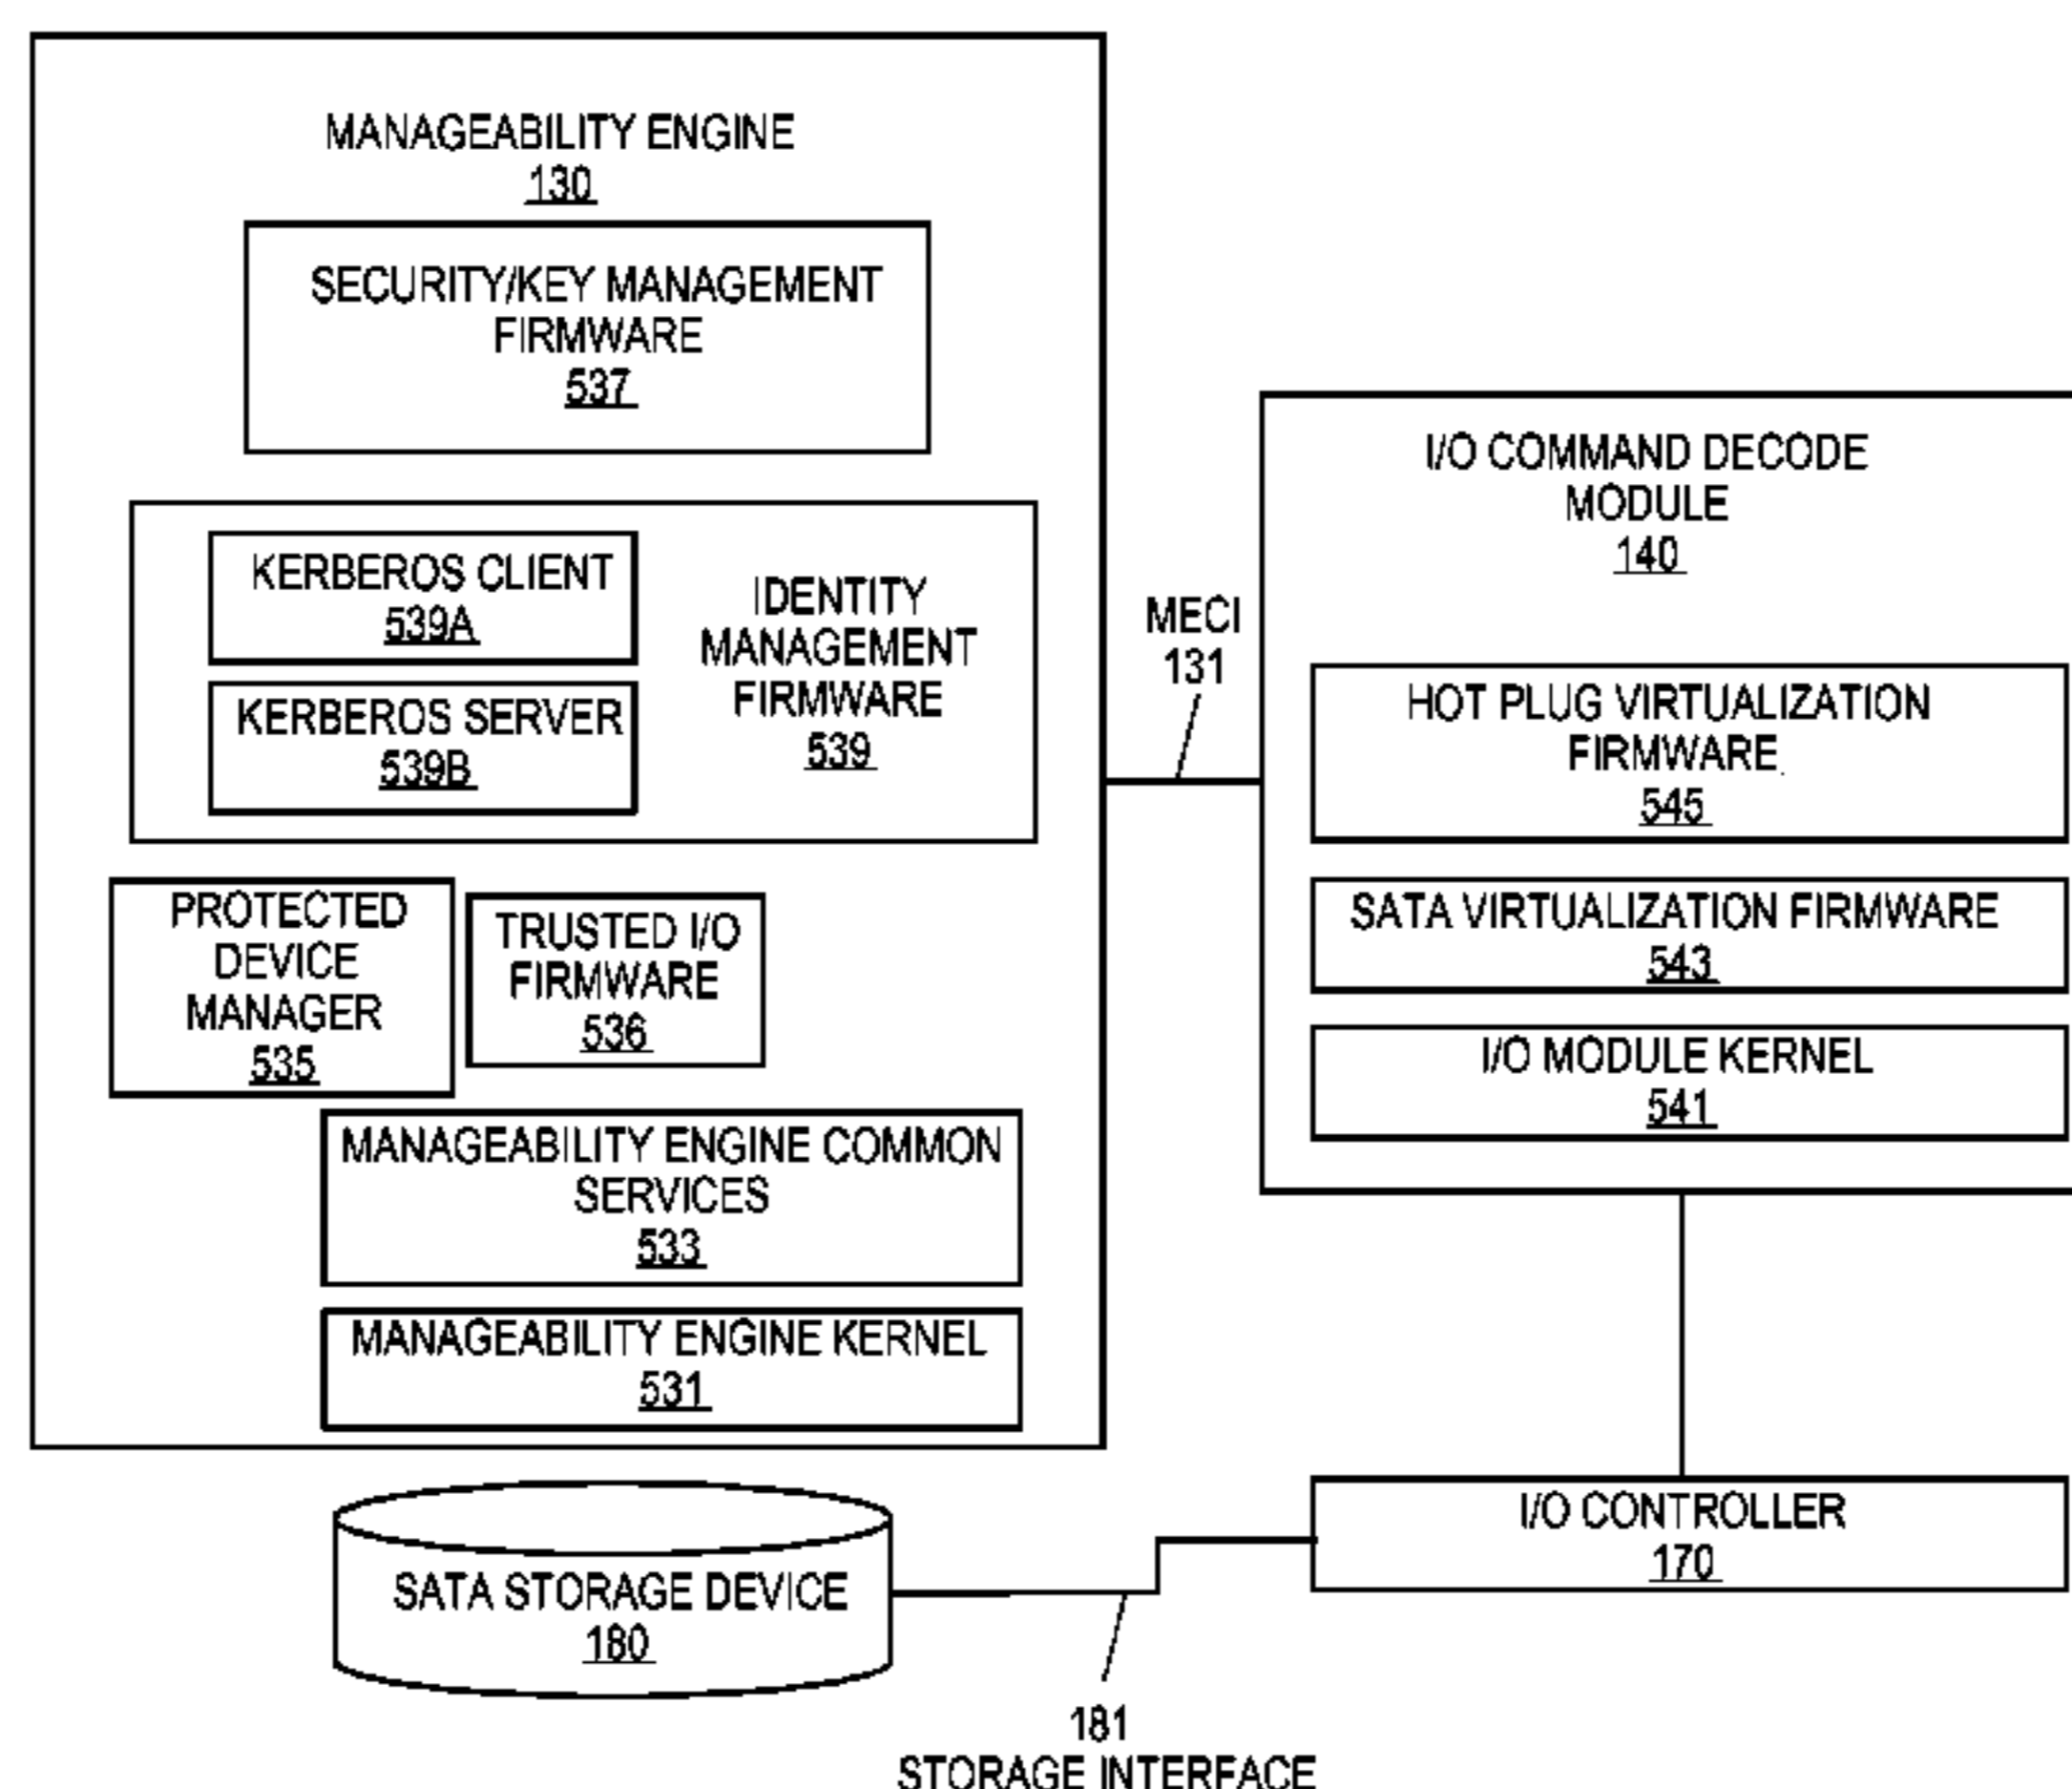 MANAGEABILITY ENGINE
130
SECURITY/KEY MANAGEMENT
FIRMWARE
537
KERBEROS CLIENT
539A
KERBEROS SERVER
539B
IDENTITY
MANAGEMENT
FIRMWARE
539
PROTECTED
DEVICE
MANAGER
535
TRUSTED I/O
FIRMWARE
536
MANAGEABILITY ENGINE COMMON
SERVICES
533
MANAGEABILITY ENGINE KERNEL
531
MECI
131
I/O COMMAND DECODE
MODULE
140
HOT PLUG VIRTUALIZATION
FIRMWARE
545
SATA VIRTUALIZATION FIRMWARE
543
I/O MODULE KERNEL
541
I/O CONTROLLER
170
SATA STORAGE DEVICE
180
181
STORAGE INTERFACE